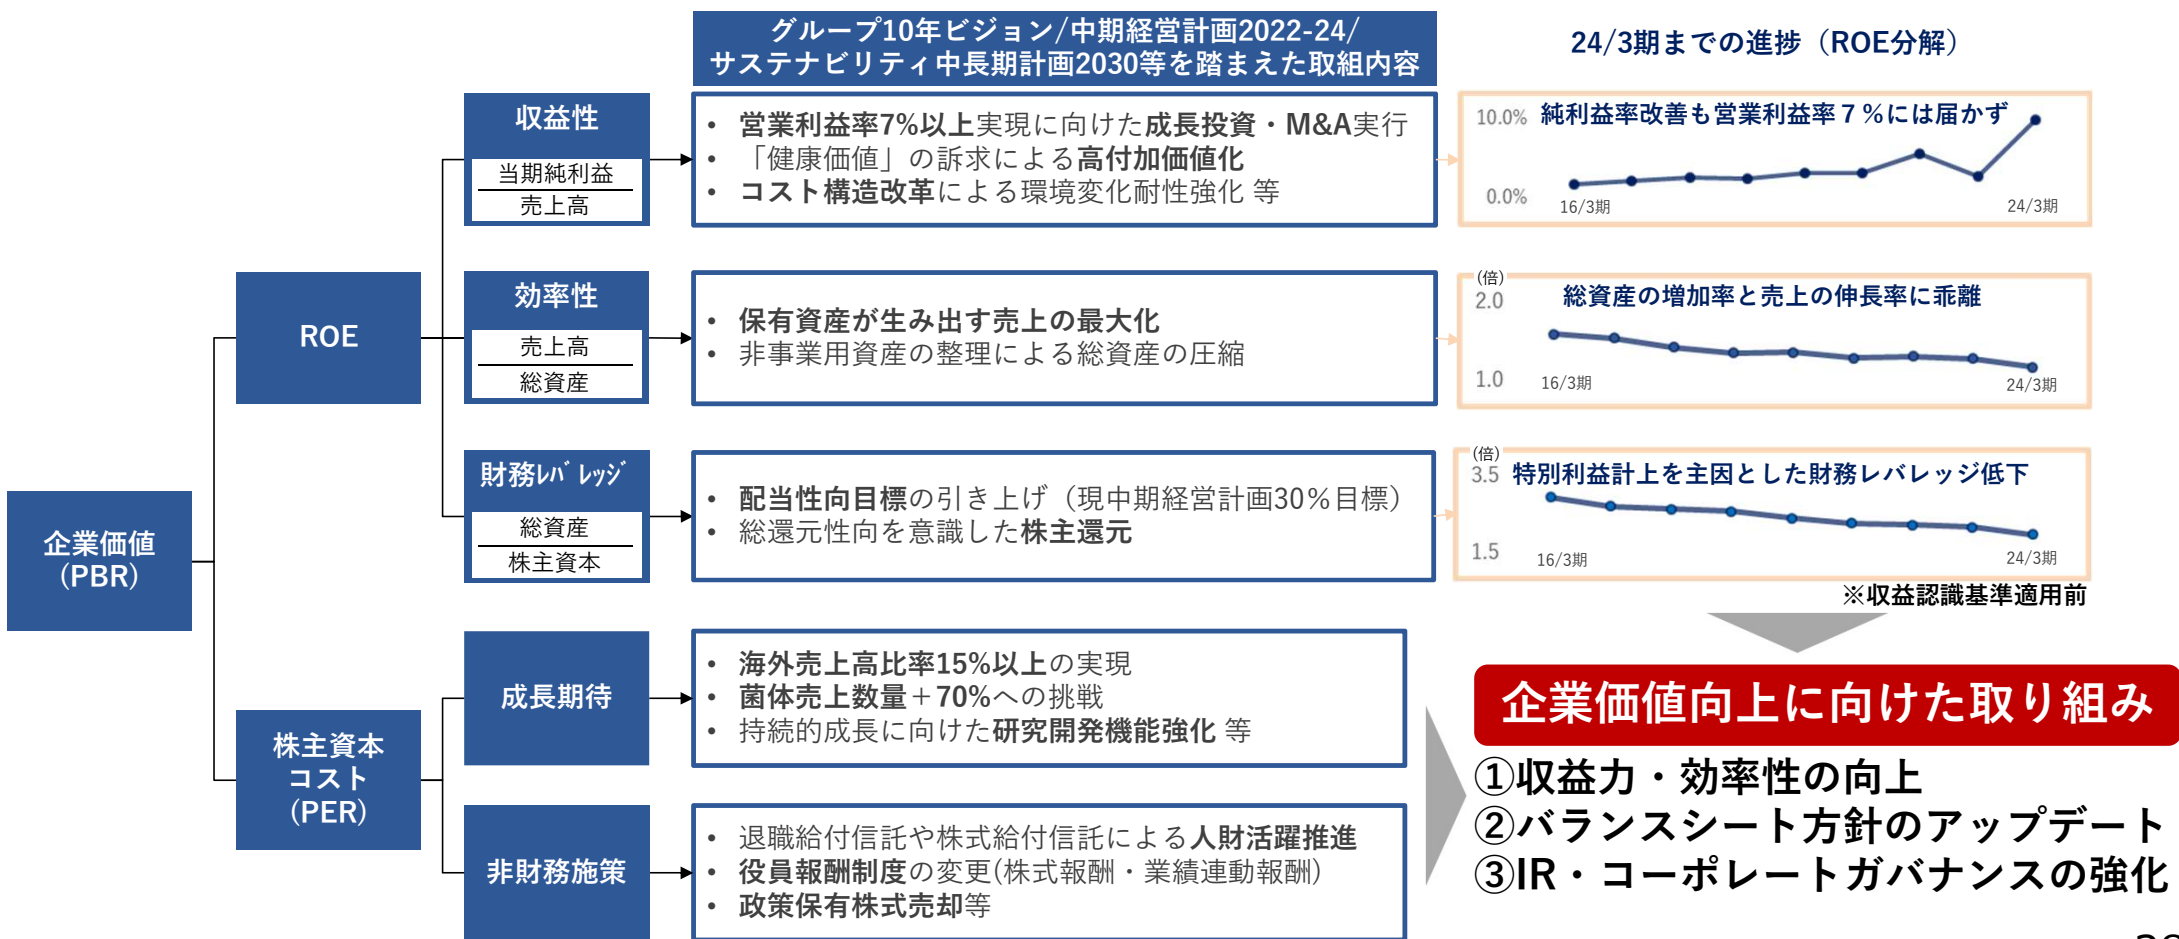 グループ10年ビジョン/中期経営計画2022-24/
サステナビリティ中長期計画2030等を踏まえた取組内容
24/3期までの進捗（ROE分解）
企業価値
(PBR)
ROE
収益性
当期純利益
売上高
• 営業利益率7%以上実現に向けた成長投資・M&A実行
• 「健康価値」の訴求による高付加価値化
• コスト構造改革による環境変化耐性強化 等
10.0%
純利益率改善も営業利益率７％には届かず
0.0%
16/3期
24/3期
効率性
売上高
総資産
• 保有資産が生み出す売上の最大化
• 非事業用資産の整理による総資産の圧縮
(倍)
2.0
総資産の増加率と売上の伸長率に乖離
1.0
16/3期
24/3期
財務ﾚﾊﾞﾚｯｼﾞ
総資産
株主資本
• 配当性向目標の引き上げ（現中期経営計画30％目標）
• 総還元性向を意識した株主還元
(倍)
3.5
特別利益計上を主因とした財務レバレッジ低下
1.5
16/3期
24/3期
※収益認識基準適用前
株主資本
コスト
(PER)
成長期待
• 海外売上高比率15%以上の実現
• 菌体売上数量＋70%への挑戦
• 持続的成長に向けた研究開発機能強化 等
非財務施策
• 退職給付信託や株式給付信託による人財活躍推進
• 役員報酬制度の変更(株式報酬・業績連動報酬)
• 政策保有株式売却等
企業価値向上に向けた取り組み
①収益力・効率性の向上
②バランスシート方針のアップデート
③IR・コーポレートガバナンスの強化